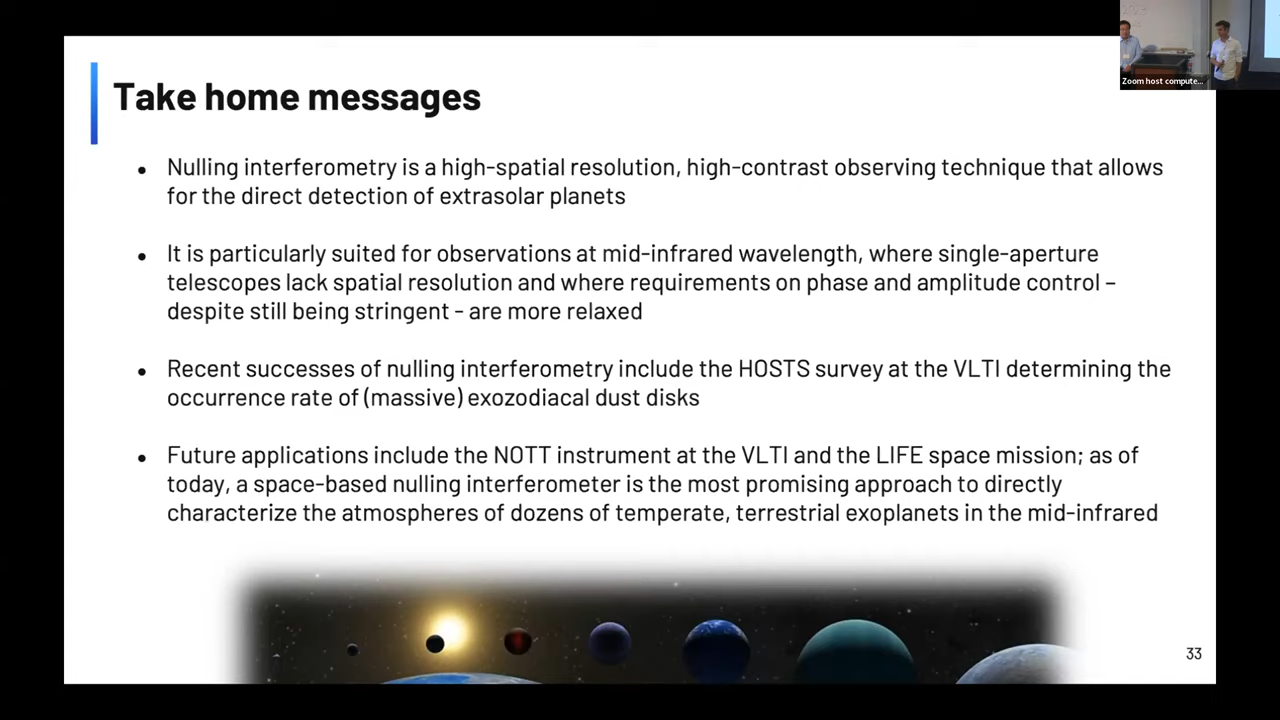 Zoom host compute...
Take home messages
• Nulling interferometry is a high-spatial resolution, high-contrast observing technique that allows
for the direct detection of extrasolar planets
• It is particularly suited for observations at mid-infrared wavelength, where single-aperture
telescopes lack spatial resolution and where requirements on phase and amplitude control –
despite still being stringent - are more relaxed
• Recent successes of nulling interferometry include the HOSTS survey at the VLTI determining the
occurrence rate of (massive) exozodiacal dust disks
• Future applications include the NOTT instrument at the VLTI and the LIFE space mission; as of
today, a space-based nulling interferometer is the most promising approach to directly
characterize the atmospheres of dozens of temperate, terrestrial exoplanets in the mid-infrared
33